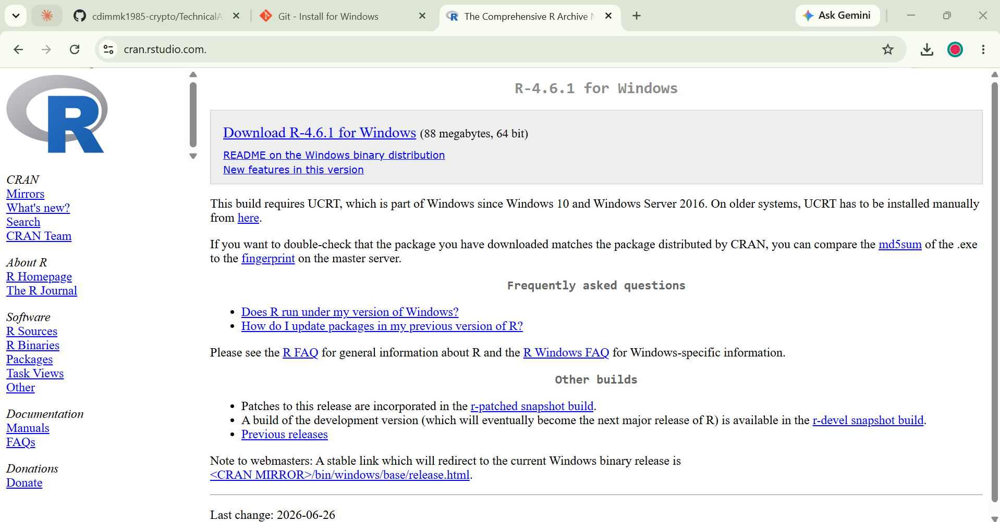 cdimmk1985-crypto/TechnicalA
Git - Install for Windows
The Comprehensive R Archive N
Ask Gemini
cran.rstudio.com.
R
CRAN
Mirrors
What's new?
Search
CRAN Team
About R
R Homepage
The R Journal
Software
R Sources
R Binaries
Packages
Task Views
Other
Documentation
Manuals
FAQs
Donations
Donate
R-4.6.1 for Windows
Download R-4.6.1 for Windows (88 megabytes, 64 bit)
README on the Windows binary distribution
New features in this version
This build requires UCRT, which is part of Windows since Windows 10 and Windows Server 2016. On older systems, UCRT has to be installed manually
from here.
If you want to double-check that the package you have downloaded matches the package distributed by CRAN, you can compare the md5sum of the .exe
to the fingerprint on the master server.
Frequently asked questions
• Does R run under my version of Windows?
• How do I update packages in my previous version of R?
Please see the R FAQ for general information about R and the R Windows FAQ for Windows-specific information.
Other builds
• Patches to this release are incorporated in the r-patched snapshot build.
• A build of the development version (which will eventually become the next major release of R) is available in the r-devel snapshot build.
• Previous releases
Note to webmasters: A stable link which will redirect to the current Windows binary release is
<CRAN MIRROR>/bin/windows/base/release.html.
Last change: 2026-06-26